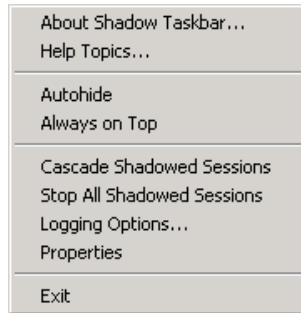 About Shadow Taskbar...
Help Topics...
Autohide
Always on Top
Cascade Shadowed Sessions
Stop All Shadowed Sessions
Logging Options...
Properties
Exit